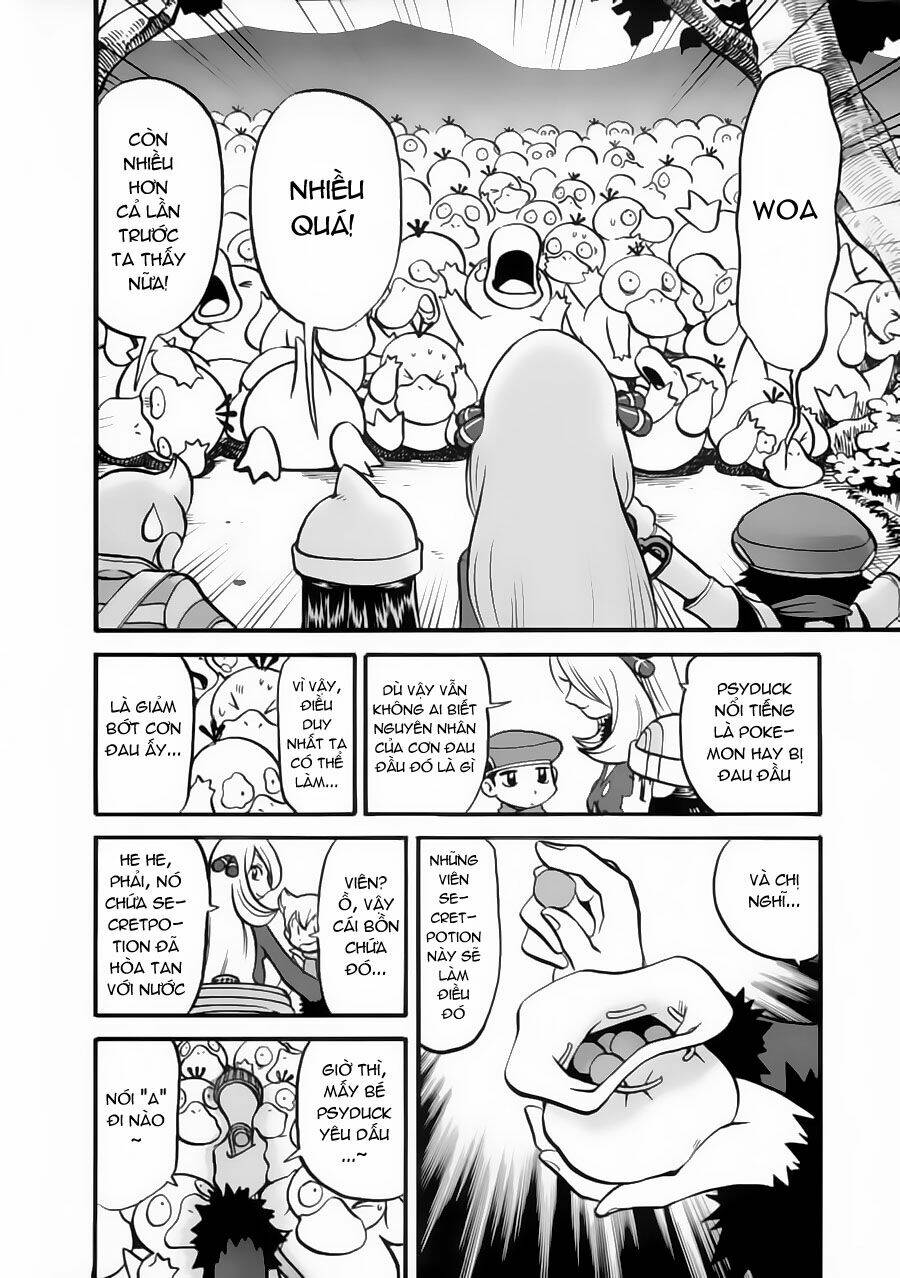 WOA
NHIỀU
QUÁ!
CÒN
NHIỀU
HƠN
CẢ LẦN
TRƯỚC
TA THẤY
NỮA!
PSYDUCK
NỔI TIẾNG
LÀ POKE-
MON HAY BỊ
ĐAU ĐẦU
DÙ VẬY VẪN
KHÔNG AI BIẾT
NGUYÊN NHÂN
CỦA CƠN ĐAU
ĐẦU ĐÓ LÀ GÌ
VÌ VẬY,
ĐIỀU
DUY
NHẤT TA
CÓ THỂ
LÀM...
LÀ GIẢM
BỚT CƠN
ĐAU ẤY...
VÀ CHỊ
NGHĨ...
NHỮNG
VIÊN
SE-
CRET-
POTION
NÀY SẼ
LÀM
ĐIỀU
ĐÓ
VIÊN?
Ồ, VẬY
CÁI BỒN
CHỨA
ĐÓ...
HE HE,
PHẢI, NÓ
CHỨA SE-
CRETPO-
TION ĐÃ
HÒA TAN
VỚI NƯỚC
GIỜ THÌ,
MẤY BÉ
PSYDUCK
YÊU DẤU
...~
NÓI "A"
ĐI NÀO
~